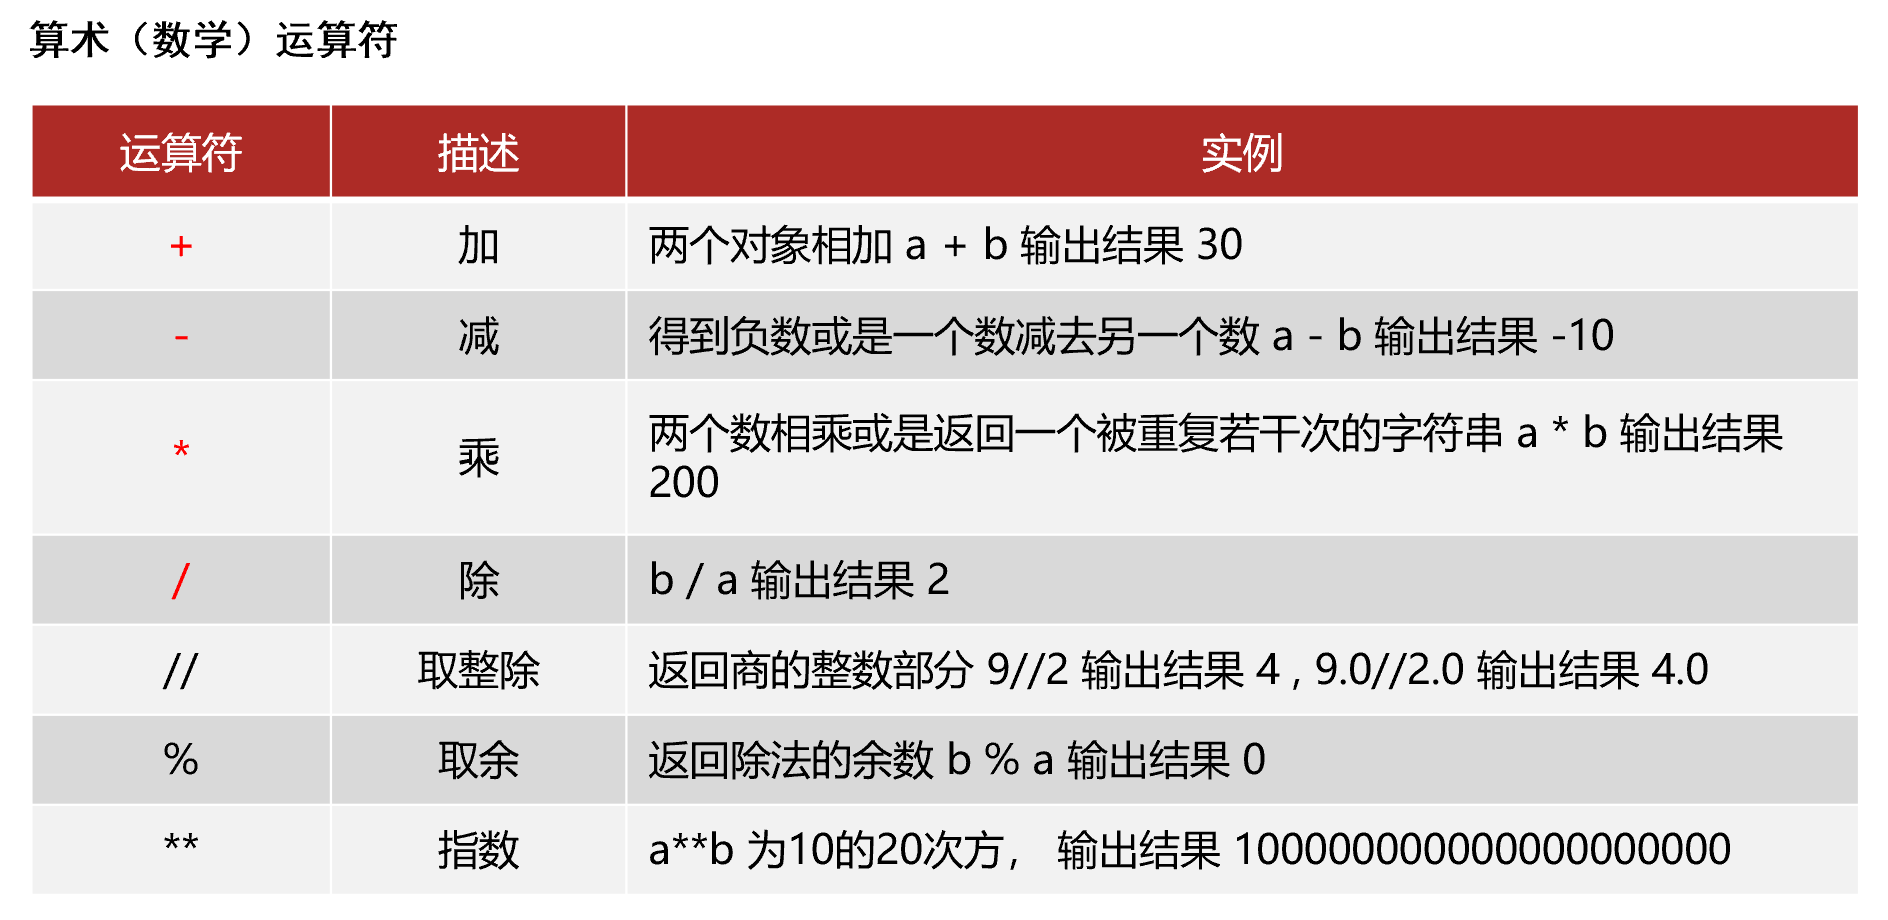 算术（数学）运算符
运算符 描述 实例
+ 加 两个对象相加 a + b 输出结果 30
- 减 得到负数或是一个数减去另一个数 a - b 输出结果 -10
* 乘 两个数相乘或是返回一个被重复若干次的字符串 a * b 输出结果
200
/ 除 b / a 输出结果 2
// 取整除 返回商的整数部分 9//2 输出结果 4 , 9.0//2.0 输出结果 4.0
% 取余 返回除法的余数 b % a 输出结果 0
** 指数 a**b 为10的20次方， 输出结果 100000000000000000000